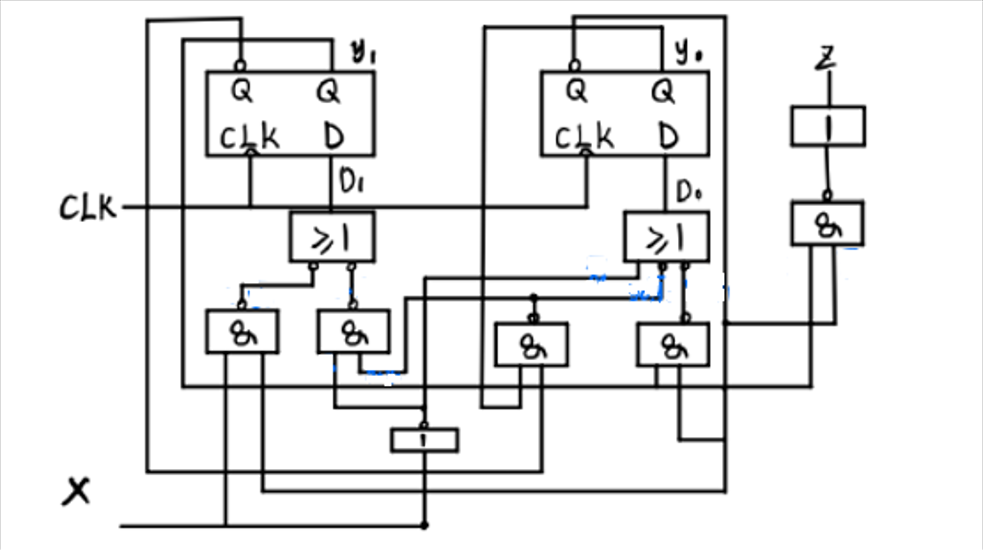 y₁
y₀
Z
Q Q
Q Q
1
CLK D
CLK D
D₁
D₀
CLK
&
≥1
≥1
&
&
&
&
1
X